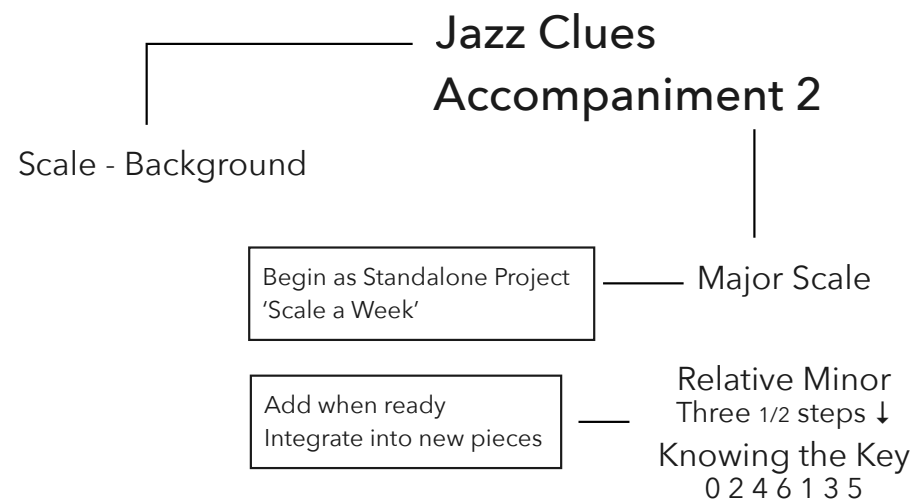 Jazz Clues
Accompaniment 2
Scale - Background
Begin as Standalone Project
'Scale a Week'
Major Scale
Add when ready
Integrate into new pieces
Relative Minor
Three 1/2 steps ↓
Knowing the Key
0 2 4 6 1 3 5